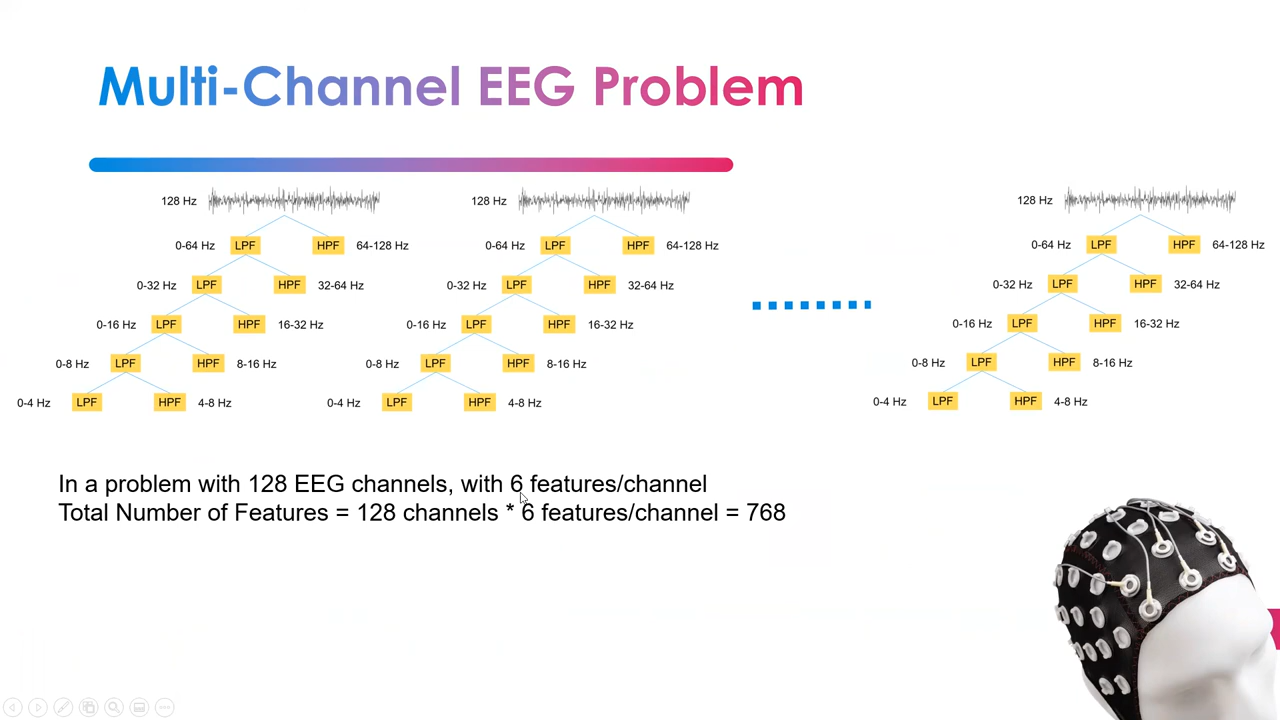 Multi-Channel EEG Problem
128 Hz
0-64 Hz LPF HPF 64-128 Hz
0-32 Hz LPF HPF 32-64 Hz
0-16 Hz LPF HPF 16-32 Hz
0-8 Hz LPF HPF 8-16 Hz
0-4 Hz LPF HPF 4-8 Hz
128 Hz
0-64 Hz LPF HPF 64-128 Hz
0-32 Hz LPF HPF 32-64 Hz
0-16 Hz LPF HPF 16-32 Hz
0-8 Hz LPF HPF 8-16 Hz
0-4 Hz LPF HPF 4-8 Hz
128 Hz
0-64 Hz LPF HPF 64-128 Hz
0-32 Hz LPF HPF 32-64 Hz
0-16 Hz LPF HPF 16-32 Hz
0-8 Hz LPF HPF 8-16 Hz
0-4 Hz LPF HPF 4-8 Hz
In a problem with 128 EEG channels, with 6 features/channel
Total Number of Features = 128 channels * 6 features/channel = 768